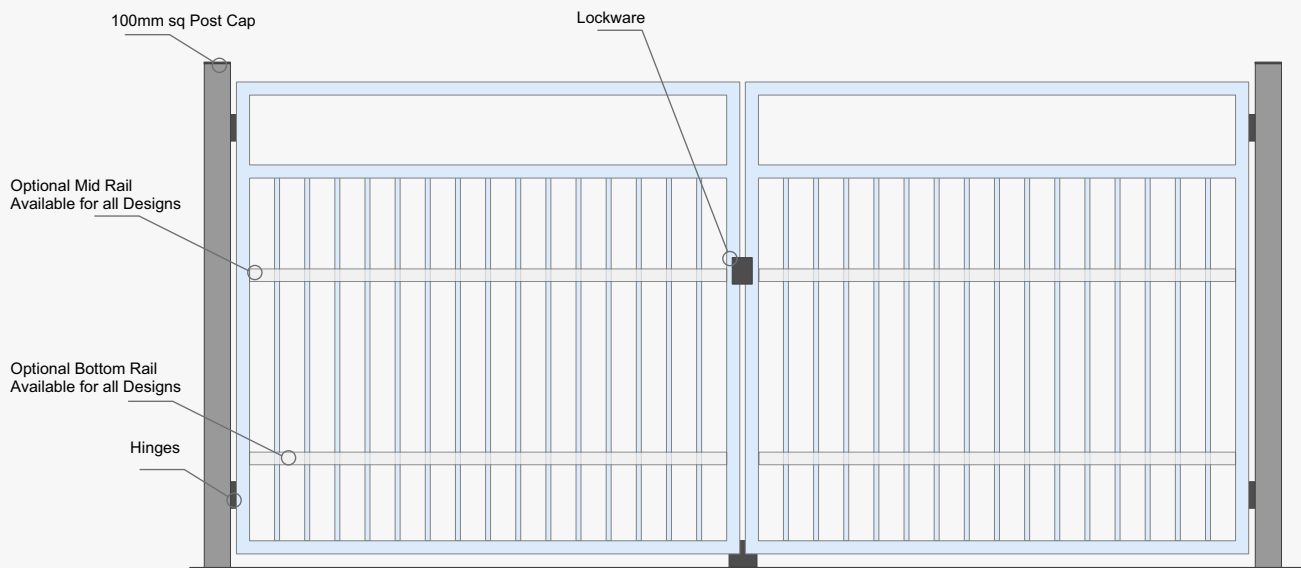 100mm sq Post Cap
Lockware
Optional Mid Rail
Available for all Designs
Optional Bottom Rail
Available for all Designs
Hinges